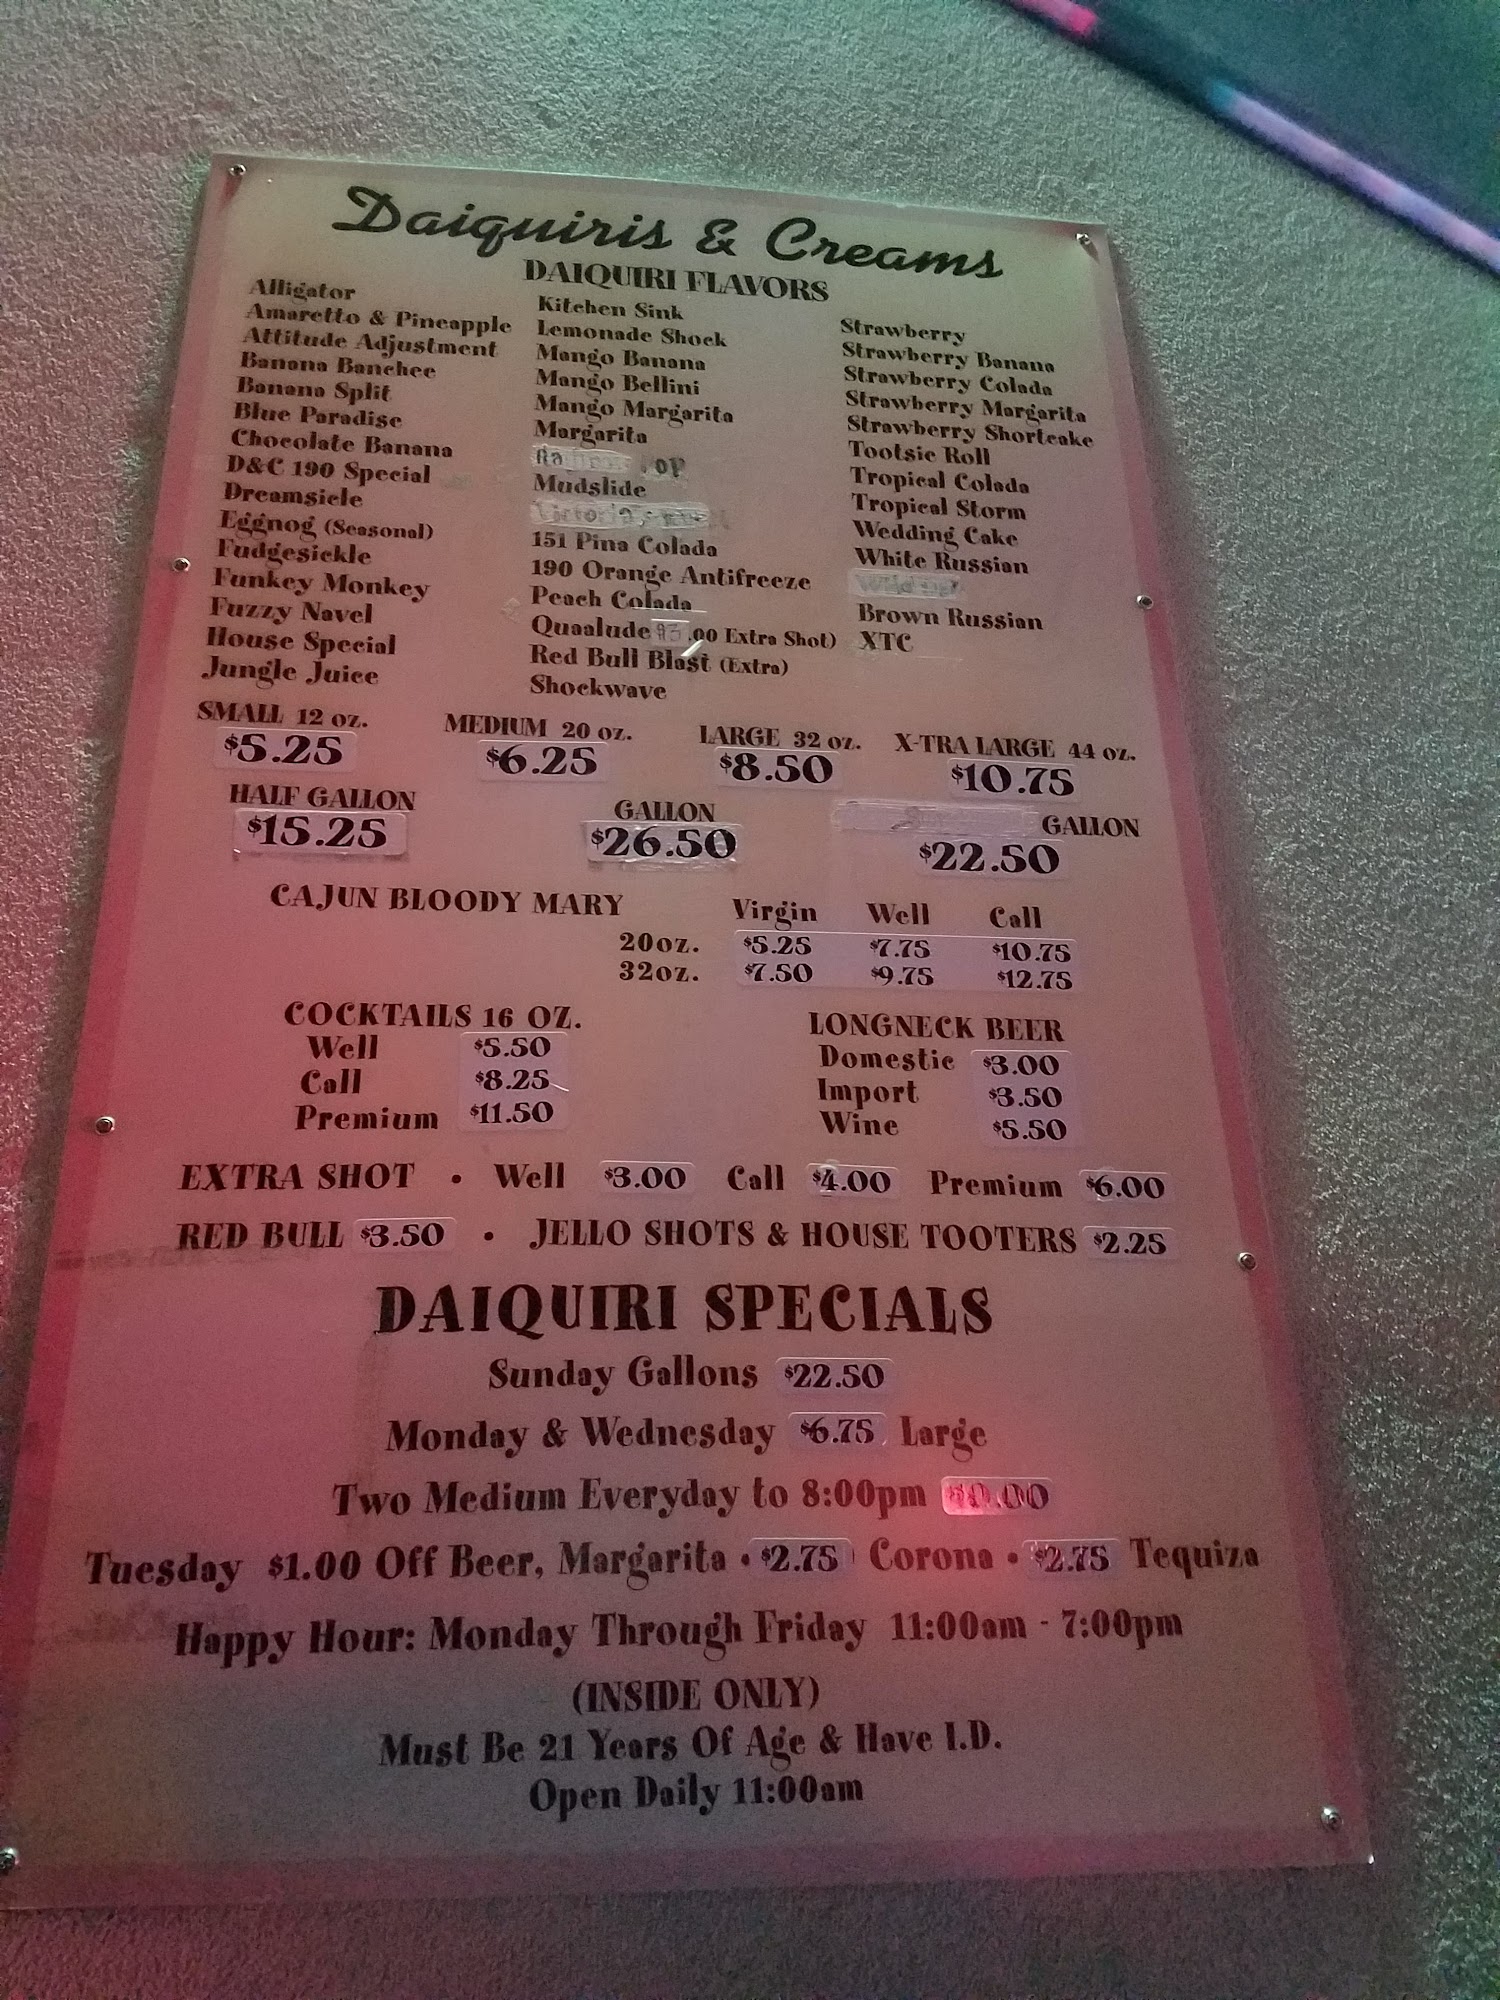 Daiquiris & Creams
DAIQUIRI FLAVORS
Alligator
Amaretto & Pineapple
Attitude Adjustment
Banana Banchee
Banana Split
Blue Paradise
Chocolate Banana
D&C 190 Special
Dreamsicle
Eggnog (Seasonal)
Fudgesickle
Funkey Monkey
Fuzzy Navel
House Special
Jungle Juice
Kitchen Sink
Lemonade Shock
Mango Banana
Mango Bellini
Mango Margarita
Margarita
Mudslide
151 Pina Colada
190 Orange Antifreeze
Peach Colada
Quaalude $3.00 Extra Shot)
Red Bull Blast (Extra)
Shockwave
Strawberry
Strawberry Banana
Strawberry Colada
Strawberry Margarita
Strawberry Shortcake
Tootsie Roll
Tropical Colada
Tropical Storm
Wedding Cake
White Russian
Brown Russian
XTC
SMALL 12 oz. MEDIUM 20 oz. LARGE 32 oz. X-TRA LARGE 44 oz.
$5.25 $6.25 $8.50 $10.75
HALF GALLON GALLON GALLON
$15.25 $26.50 $22.50
CAJUN BLOODY MARY Virgin Well Call
20oz. $5.25 $7.75 $10.75
32oz. $7.50 $9.75 $12.75
COCKTAILS 16 OZ.
Well $5.50
Call $8.25
Premium $11.50
LONGNECK BEER
Domestic $3.00
Import $3.50
Wine $5.50
EXTRA SHOT • Well $3.00 Call $4.00 Premium $6.00
RED BULL $3.50 • JELLO SHOTS & HOUSE TOOTERS $2.25
DAIQUIRI SPECIALS
Sunday Gallons $22.50
Monday & Wednesday $6.75 Large
Two Medium Everyday to 8:00pm
Tuesday $1.00 Off Beer, Margarita • $2.75 Corona • $2.75 Tequiza
Happy Hour: Monday Through Friday 11:00am - 7:00pm
(INSIDE ONLY)
Must Be 21 Years Of Age & Have I.D.
Open Daily 11:00am